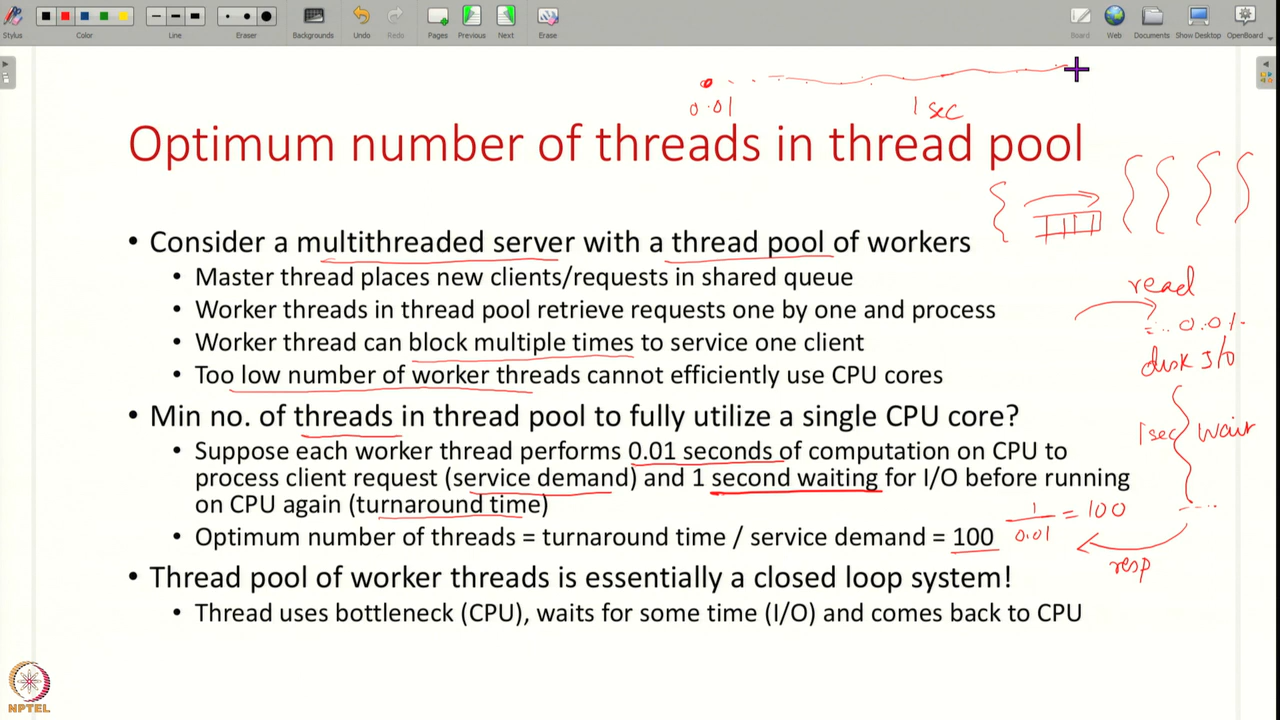 Stylus
Color
Line
Eraser
Backgrounds
Undo
Redo
Pages
Previous
Next
Erase
Board
Web
Documents
Show Desktop
OpenBoard
0.01
1 sec
Optimum number of threads in thread pool
• Consider a multithreaded server with a thread pool of workers
• Master thread places new clients/requests in shared queue
• Worker threads in thread pool retrieve requests one by one and process
• Worker thread can block multiple times to service one client
• Too low number of worker threads cannot efficiently use CPU cores
read
disk I/O
1 sec
wait
• Min no. of threads in thread pool to fully utilize a single CPU core?
• Suppose each worker thread performs 0.01 seconds of computation on CPU to
process client request (service demand) and 1 second waiting for I/O before running
on CPU again (turnaround time)
• Optimum number of threads = turnaround time / service demand = 100
1
0.01
= 100
resp
• Thread pool of worker threads is essentially a closed loop system!
• Thread uses bottleneck (CPU), waits for some time (I/O) and comes back to CPU
NPTEL